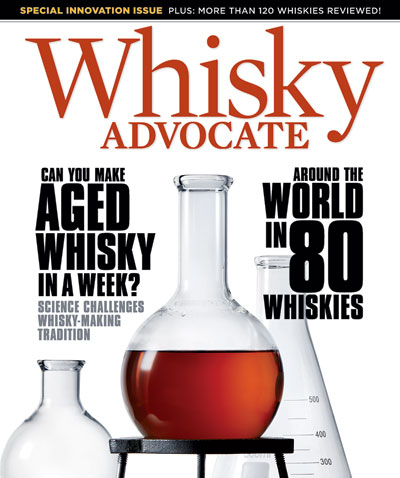 SPECIAL INNOVATION ISSUE PLUS: MORE THAN 120 WHISKIES REVIEWED!
Whisky
ADVOCATE
CAN YOU MAKE
AGED
WHISKY
IN A WEEK?
SCIENCE CHALLENGES
WHISKY-MAKING
TRADITION
AROUND THE
WORLD
IN 80
WHISKIES
500
400
300